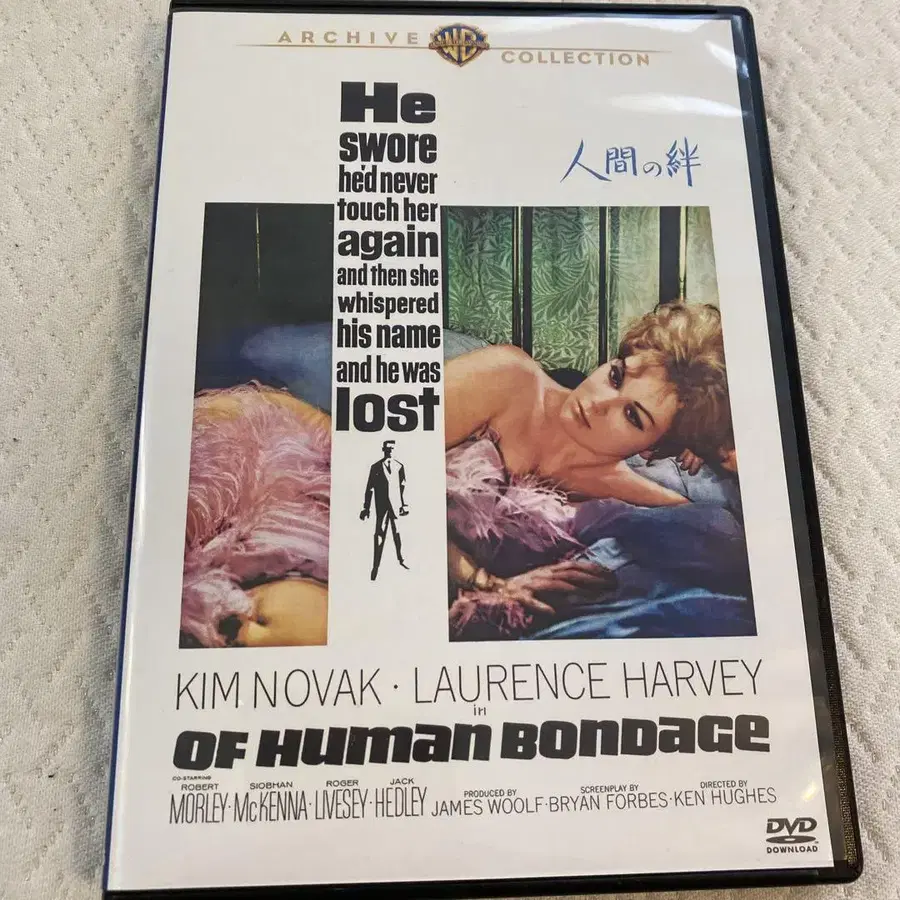 ARCHIVE WB COLLECTION
人間の絆
He
swore
he'd never
touch her
again
and then she
whispered
his name
and he was
lost
KIM NOVAK · LAURENCE HARVEY
in
OF HUMAN BONDAGE
CO-STARRING
ROBERT MORLEY · SIOBHAN McKENNA · ROGER LIVESEY · JACK HEDLEY
PRODUCED BY JAMES WOOLF · SCREENPLAY BY BRYAN FORBES · DIRECTED BY KEN HUGHES
DVD
DOWNLOAD